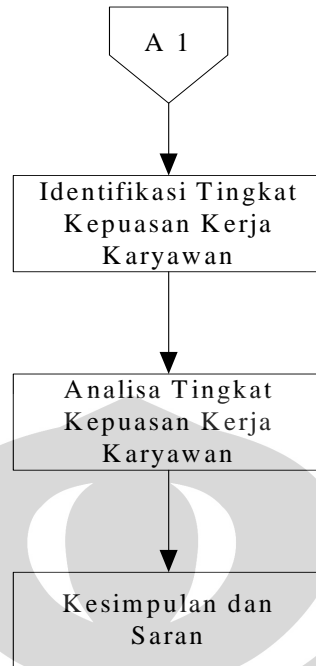 A 1
Identifikasi Tingkat
Kepuasan Kerja
Karyawan
Analisa Tingkat
Kepuasan Kerja
Karyawan
Kesimpulan dan
Saran